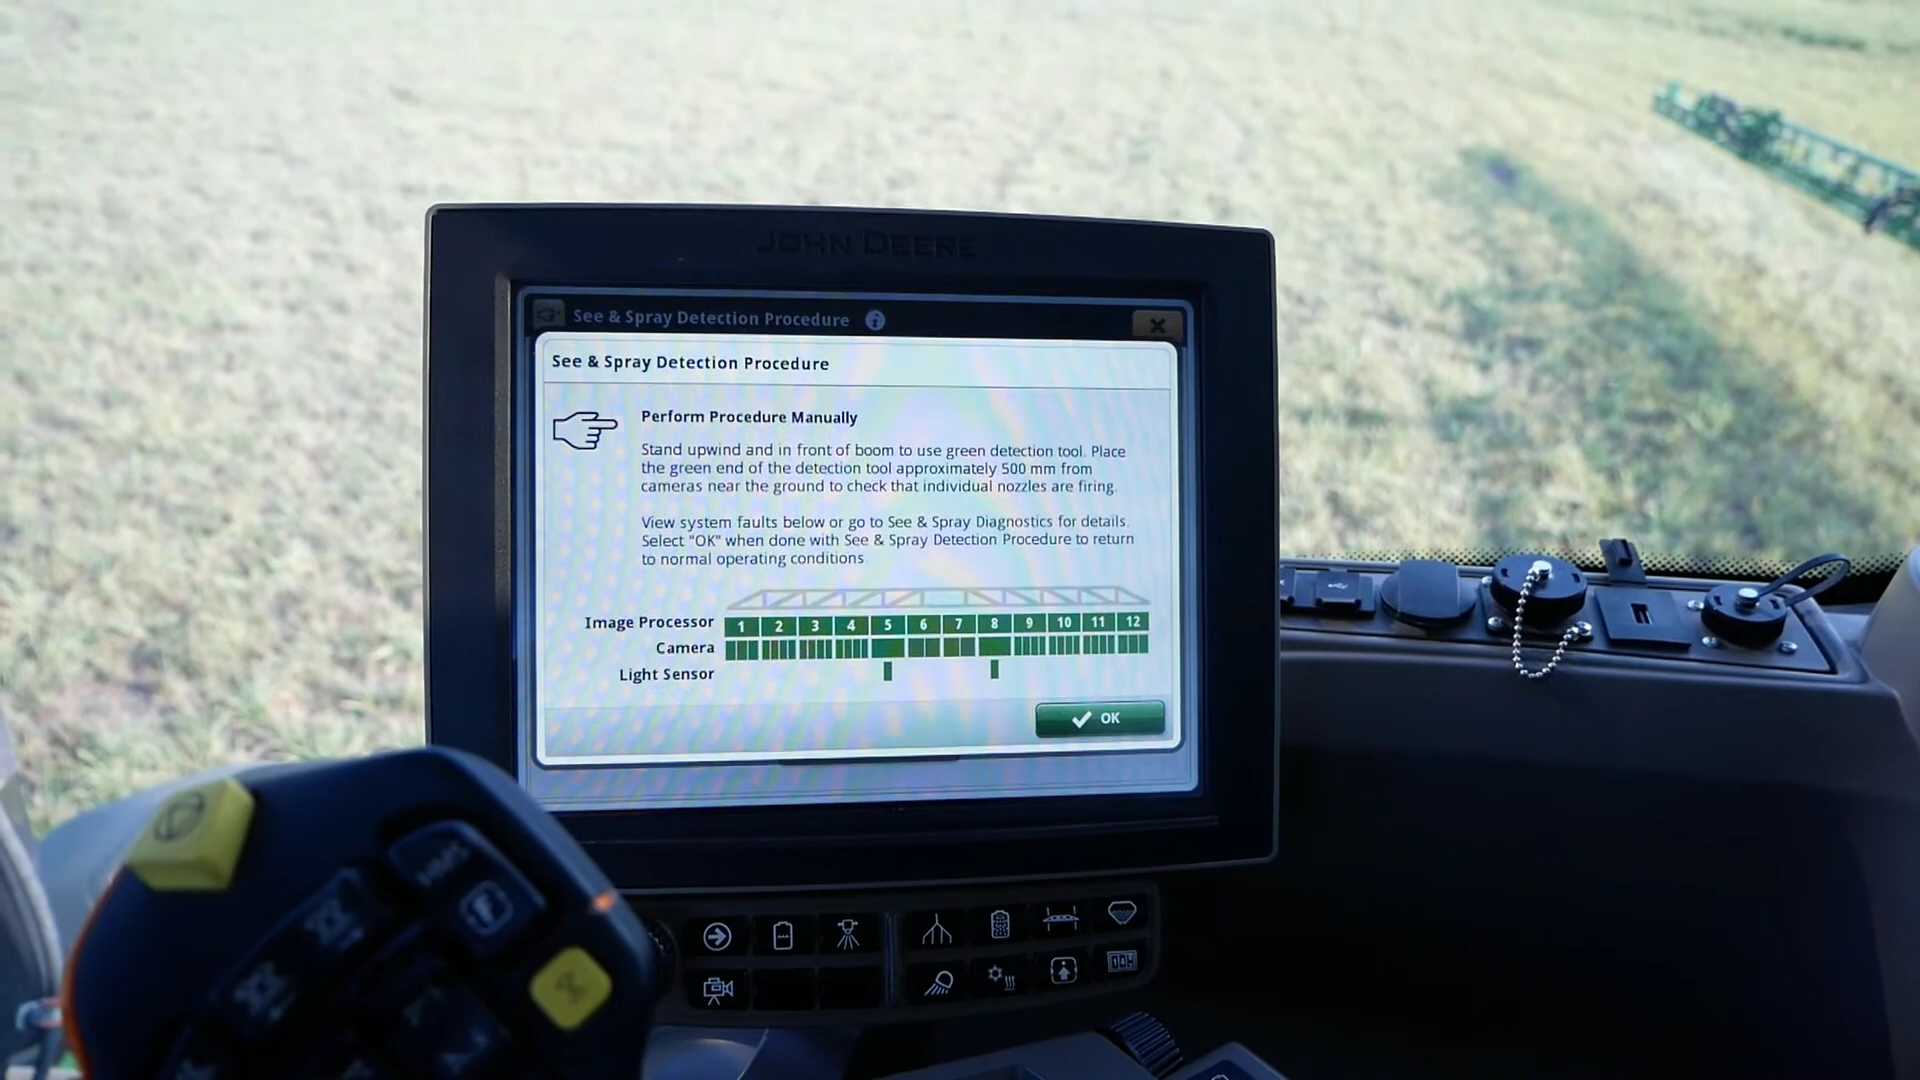 JOHN DEERE
See & Spray Detection Procedure
See & Spray Detection Procedure
Perform Procedure Manually
Stand upwind and in front of boom to use green detection tool. Place
the green end of the detection tool approximately 500 mm from
cameras near the ground to check that individual nozzles are firing.
View system faults below or go to See & Spray Diagnostics for details.
Select "OK" when done with See & Spray Detection Procedure to return
to normal operating conditions
Image Processor 1 2 3 4 5 6 7 8 9 10 11 12
Camera
Light Sensor
OK